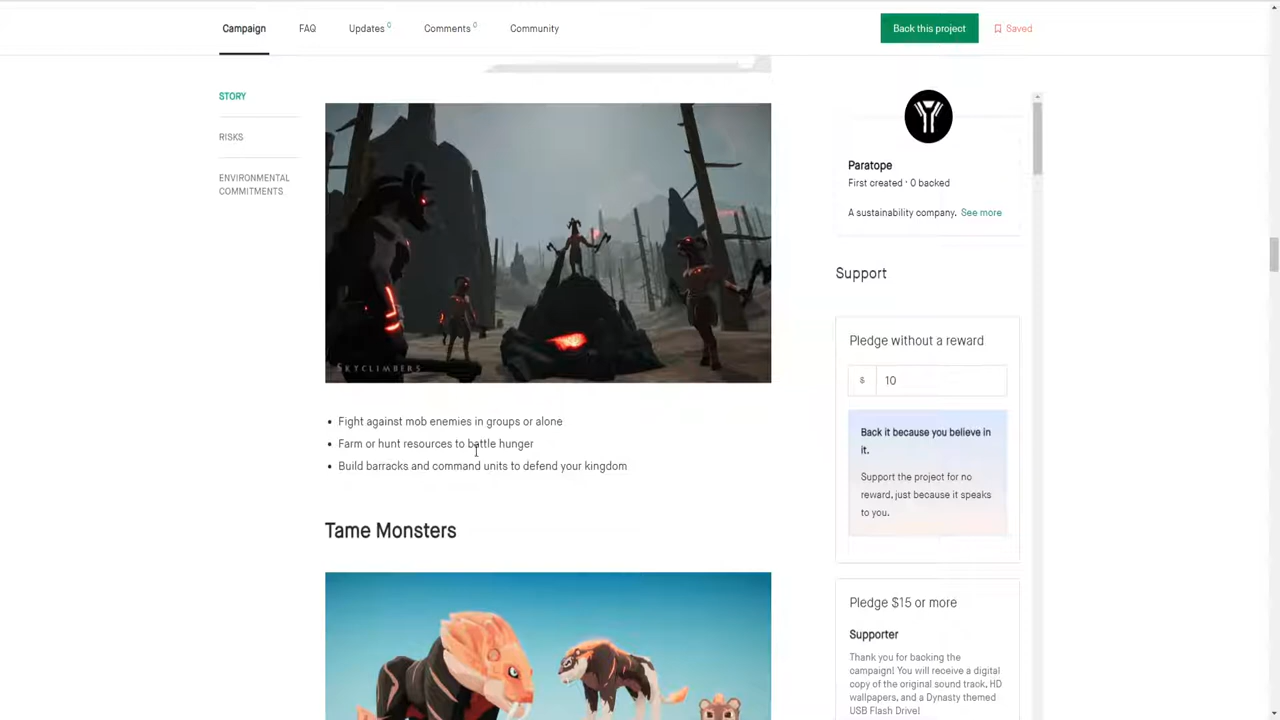 Campaign
FAQ
Updates 0
Comments 0
Community
Back this project
Saved
STORY
RISKS
ENVIRONMENTAL
COMMITMENTS
SKYCLIMBERS
• Fight against mob enemies in groups or alone
• Farm or hunt resources to battle hunger
• Build barracks and command units to defend your kingdom
Tame Monsters
Paratope
First created · 0 backed
A sustainability company. See more
Support
Pledge without a reward
$ 10
Back it because you believe in
it.
Support the project for no
reward, just because it speaks
to you.
Pledge $15 or more
Supporter
Thank you for backing the
campaign! You will receive a digital
copy of the original sound track, HD
wallpapers, and a Dynasty themed
USB Flash Drive!